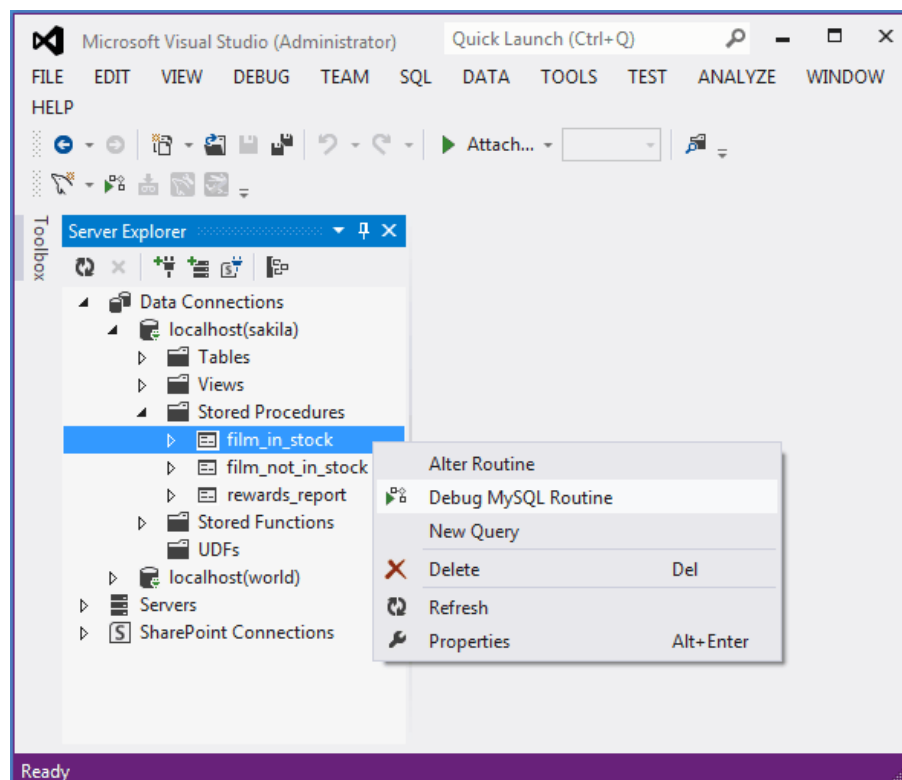 Microsoft Visual Studio (Administrator) Quick Launch (Ctrl+Q)
FILE EDIT VIEW DEBUG TEAM SQL DATA TOOLS TEST ANALYZE WINDOW
HELP
Attach...
Toolbox
Server Explorer
Data Connections
localhost(sakila)
Tables
Views
Stored Procedures
film_in_stock
film_not_in_stock
rewards_report
Stored Functions
UDFs
localhost(world)
Servers
SharePoint Connections
Alter Routine
Debug MySQL Routine
New Query
Delete Del
Refresh
Properties Alt+Enter
Ready